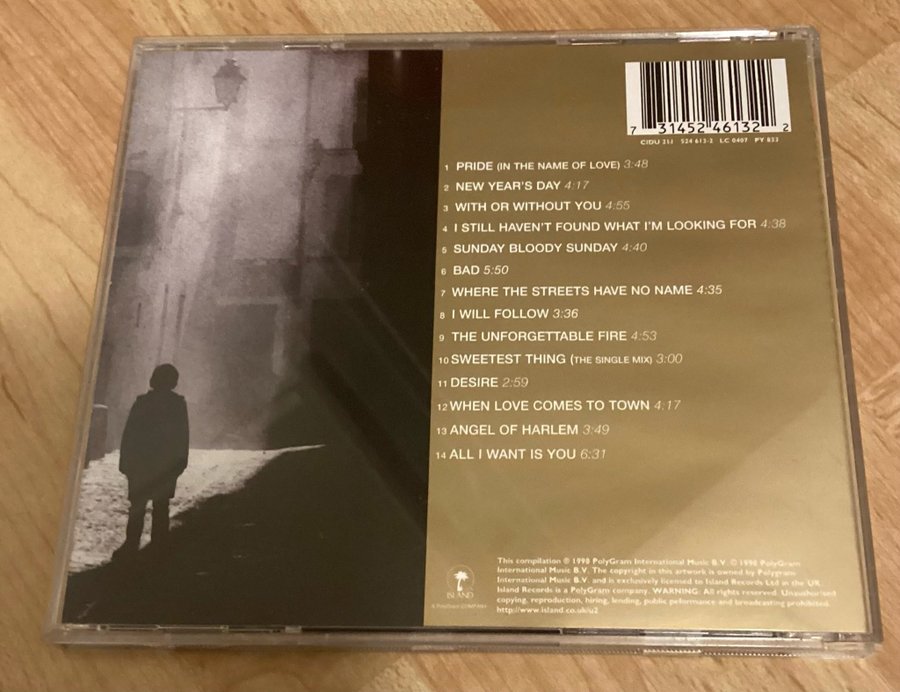 7 31452 46132 2
CIDU 211 524 613-2 LC 0407 PY 833
1 PRIDE (IN THE NAME OF LOVE) 3:48
2 NEW YEAR'S DAY 4:17
3 WITH OR WITHOUT YOU 4:55
4 I STILL HAVEN'T FOUND WHAT I'M LOOKING FOR 4:38
5 SUNDAY BLOODY SUNDAY 4:40
6 BAD 5:50
7 WHERE THE STREETS HAVE NO NAME 4:35
8 I WILL FOLLOW 3:36
9 THE UNFORGETTABLE FIRE 4:53
10 SWEETEST THING (THE SINGLE MIX) 3:00
11 DESIRE 2:59
12 WHEN LOVE COMES TO TOWN 4:17
13 ANGEL OF HARLEM 3:49
14 ALL I WANT IS YOU 6:31
This compilation ℗ 1998 PolyGram International Music B.V. © 1998 PolyGram
International Music B.V. The copyright in this artwork is owned by Polygram
International Music B.V. and is exclusively licensed to Island Records Ltd in the UK.
Island Records is a PolyGram company. WARNING: All rights reserved. Unauthorised
copying, reproduction, hiring, lending, public peformance and broadcasting prohibited.
http://www.island.co.uk/u2
ISLAND
A POLYGRAM COMPANY